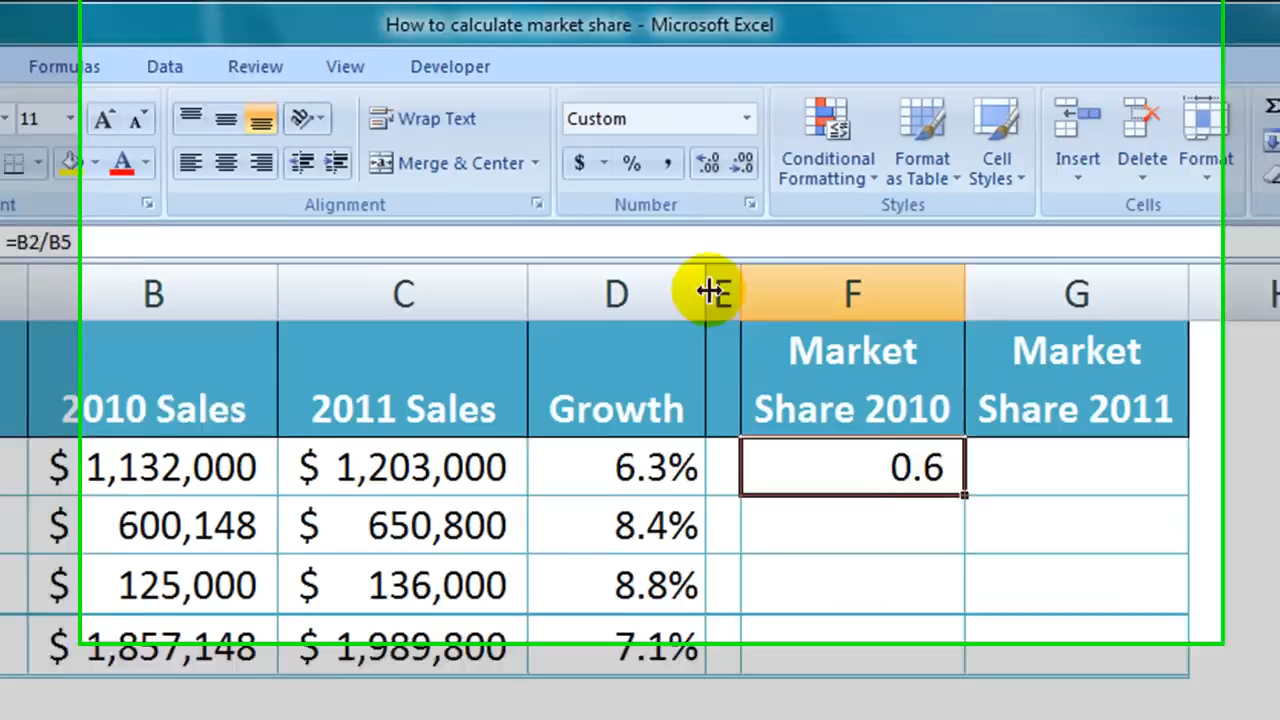 How to calculate market share - Microsoft Excel
Formulas Data Review View Developer
11 A A Wrap Text Custom
A Merge & Center $ % , .00 .00
Conditional Formatting Format as Table Cell Styles Insert Delete Format Σ
nt Alignment Number Styles Cells
=B2/B5
B C D E F G H
2010 Sales 2011 Sales Growth Market Share 2010 Market Share 2011
$ 1,132,000 $ 1,203,000 6.3% 0.6
$ 600,148 $ 650,800 8.4%
$ 125,000 $ 136,000 8.8%
$ 1,857,148 $ 1,989,800 7.1%